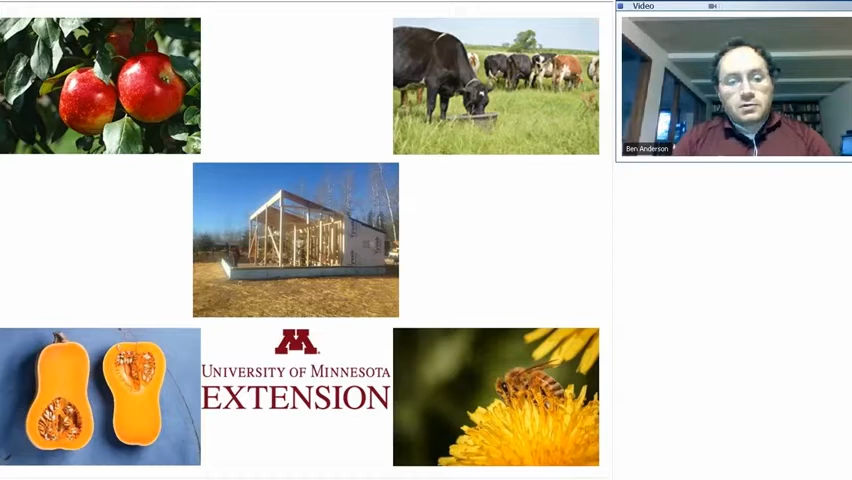 Video
Ben Anderson
M
UNIVERSITY OF MINNESOTA
EXTENSION